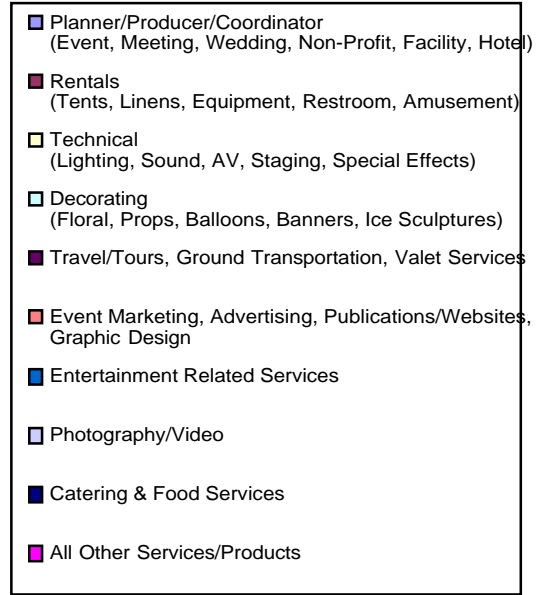 Planner/Producer/Coordinator
(Event, Meeting, Wedding, Non-Profit, Facility, Hotel)
Rentals
(Tents, Linens, Equipment, Restroom, Amusement)
Technical
(Lighting, Sound, AV, Staging, Special Effects)
Decorating
(Floral, Props, Balloons, Banners, Ice Sculptures)
Travel/Tours, Ground Transportation, Valet Services
Event Marketing, Advertising, Publications/Websites,
Graphic Design
Entertainment Related Services
Photography/Video
Catering & Food Services
All Other Services/Products